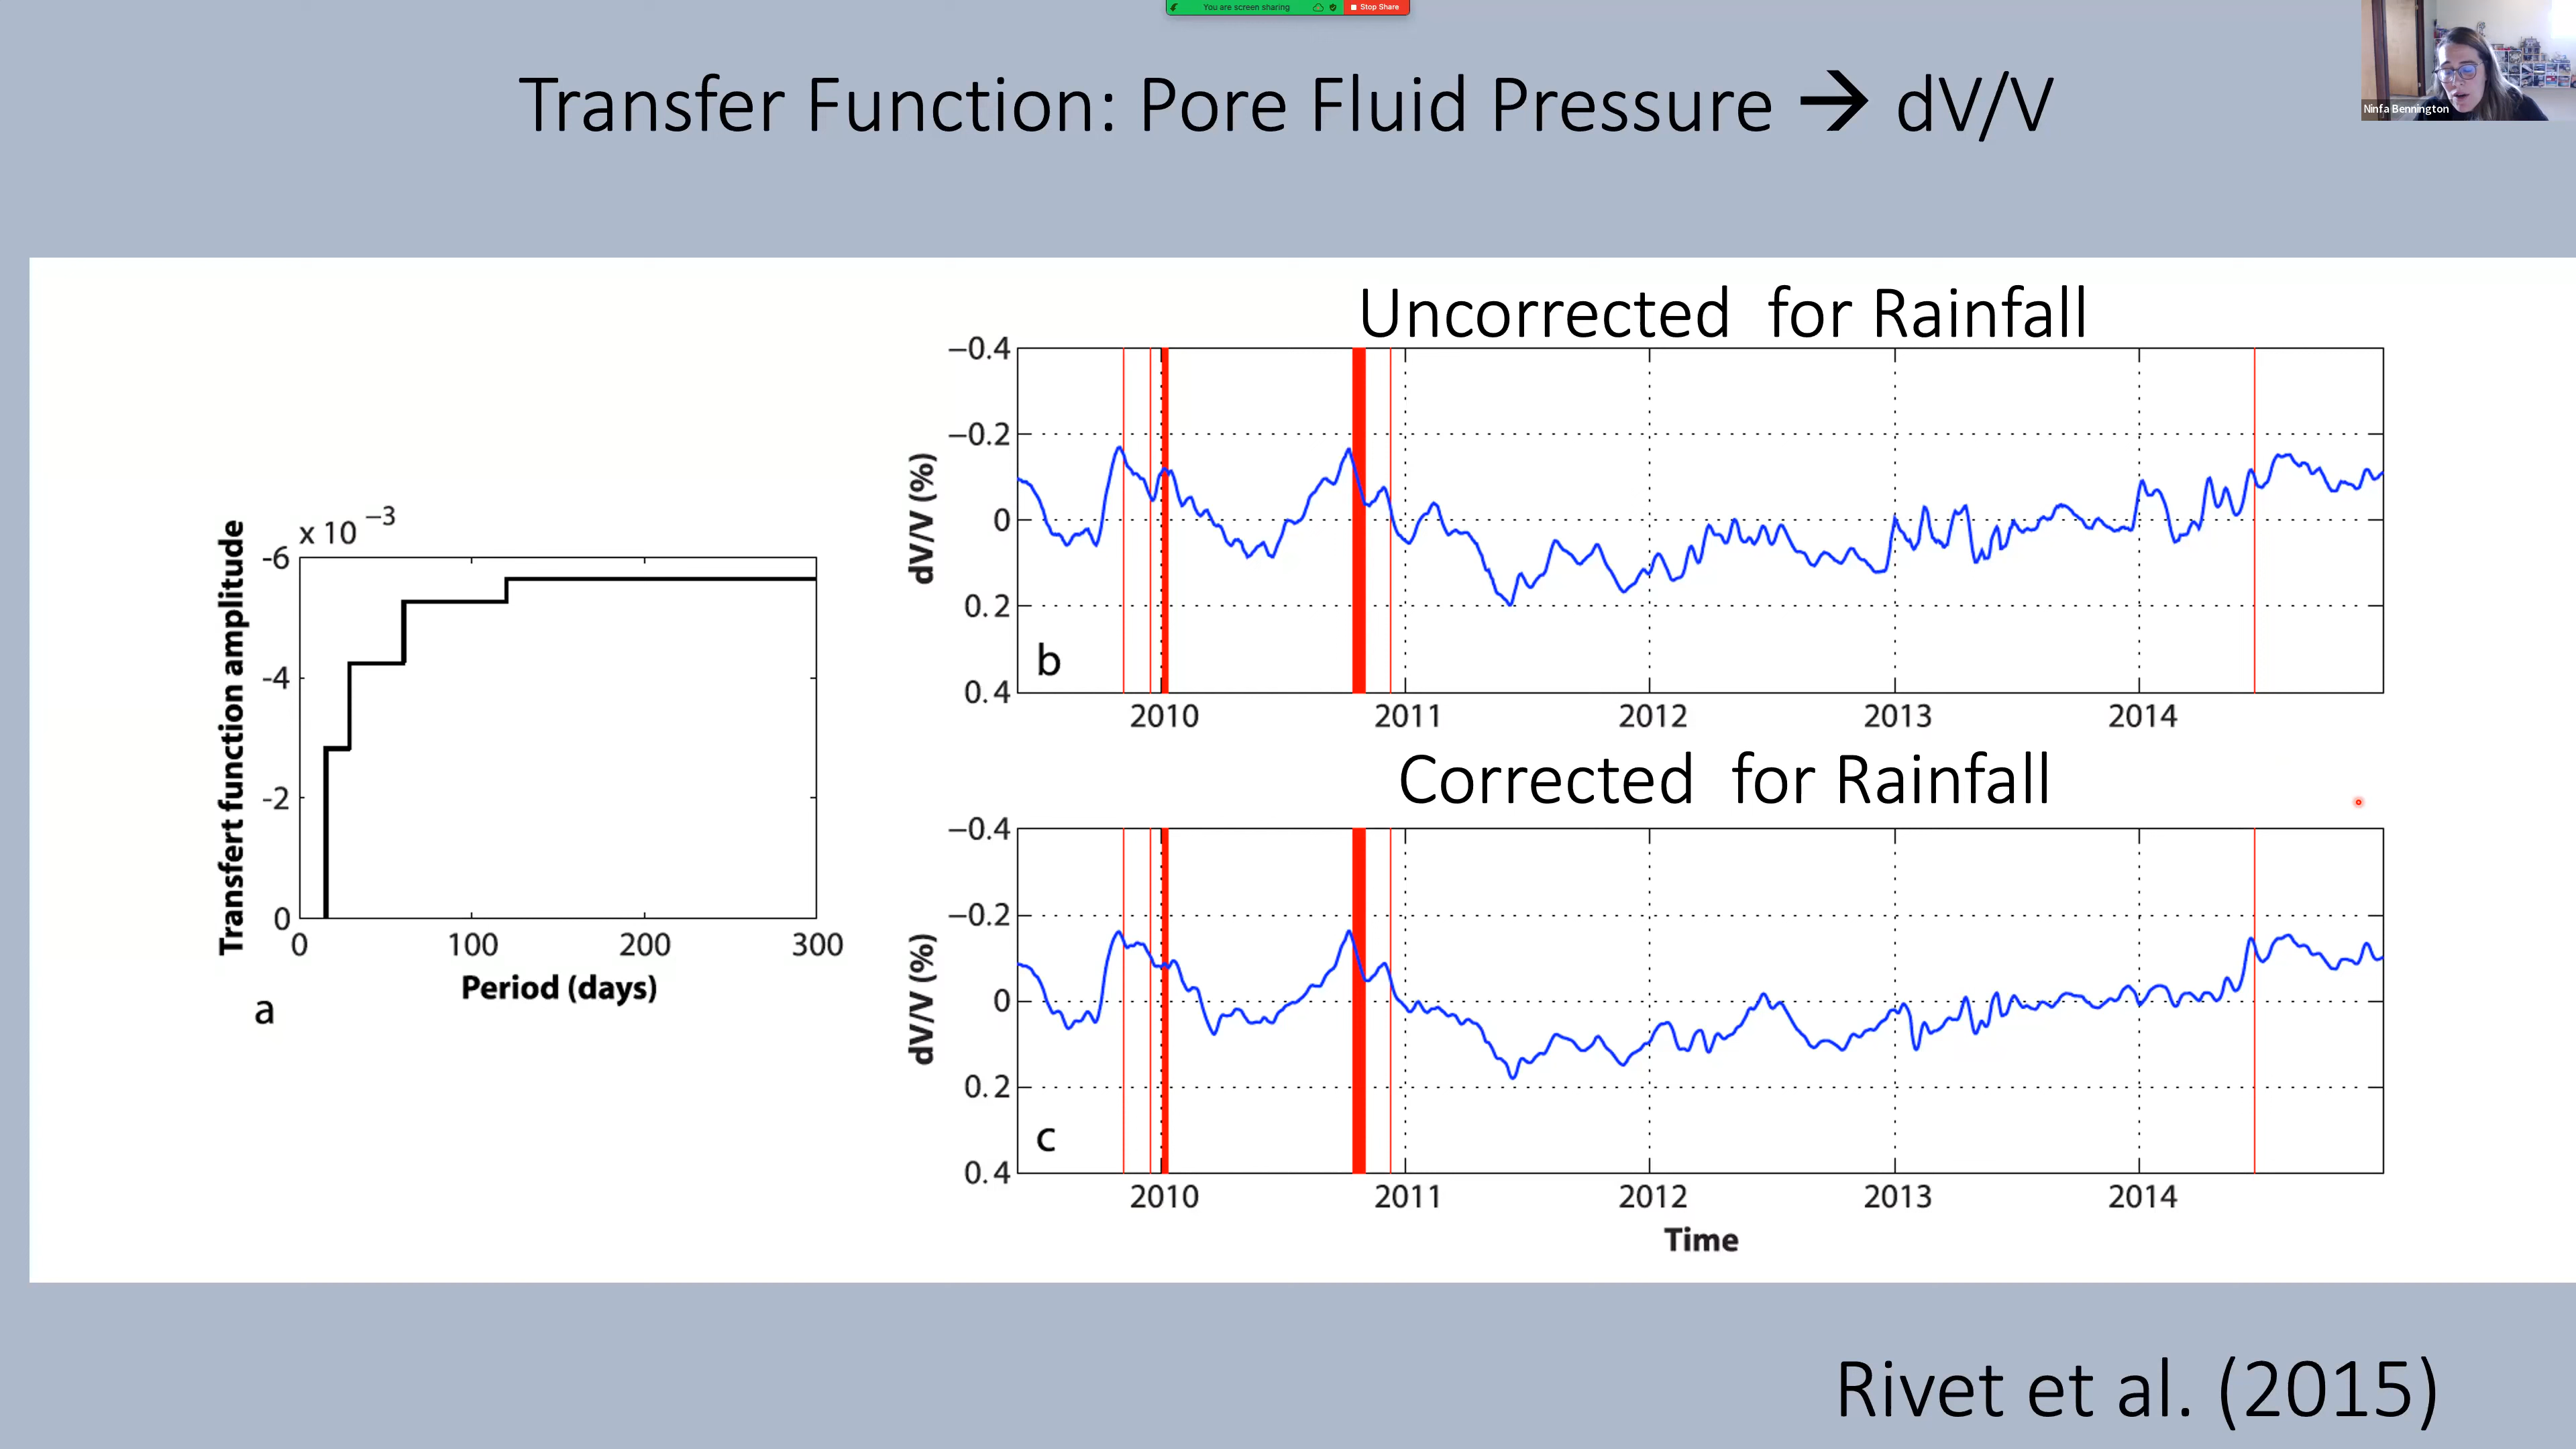 You are screen sharing
Stop Share
Ninfa Bennington
Transfer Function: Pore Fluid Pressure → dV/V
Uncorrected for Rainfall
−0.4
−0.2
0
0.2
0.4
dV/V (%)
b
2010 2011 2012 2013 2014
x 10 −3
-6
-4
-2
0
Transfert function amplitude
0 100 200 300
Period (days)
a
Corrected for Rainfall
−0.4
−0.2
0
0.2
0.4
dV/V (%)
c
2010 2011 2012 2013 2014
Time
Rivet et al. (2015)